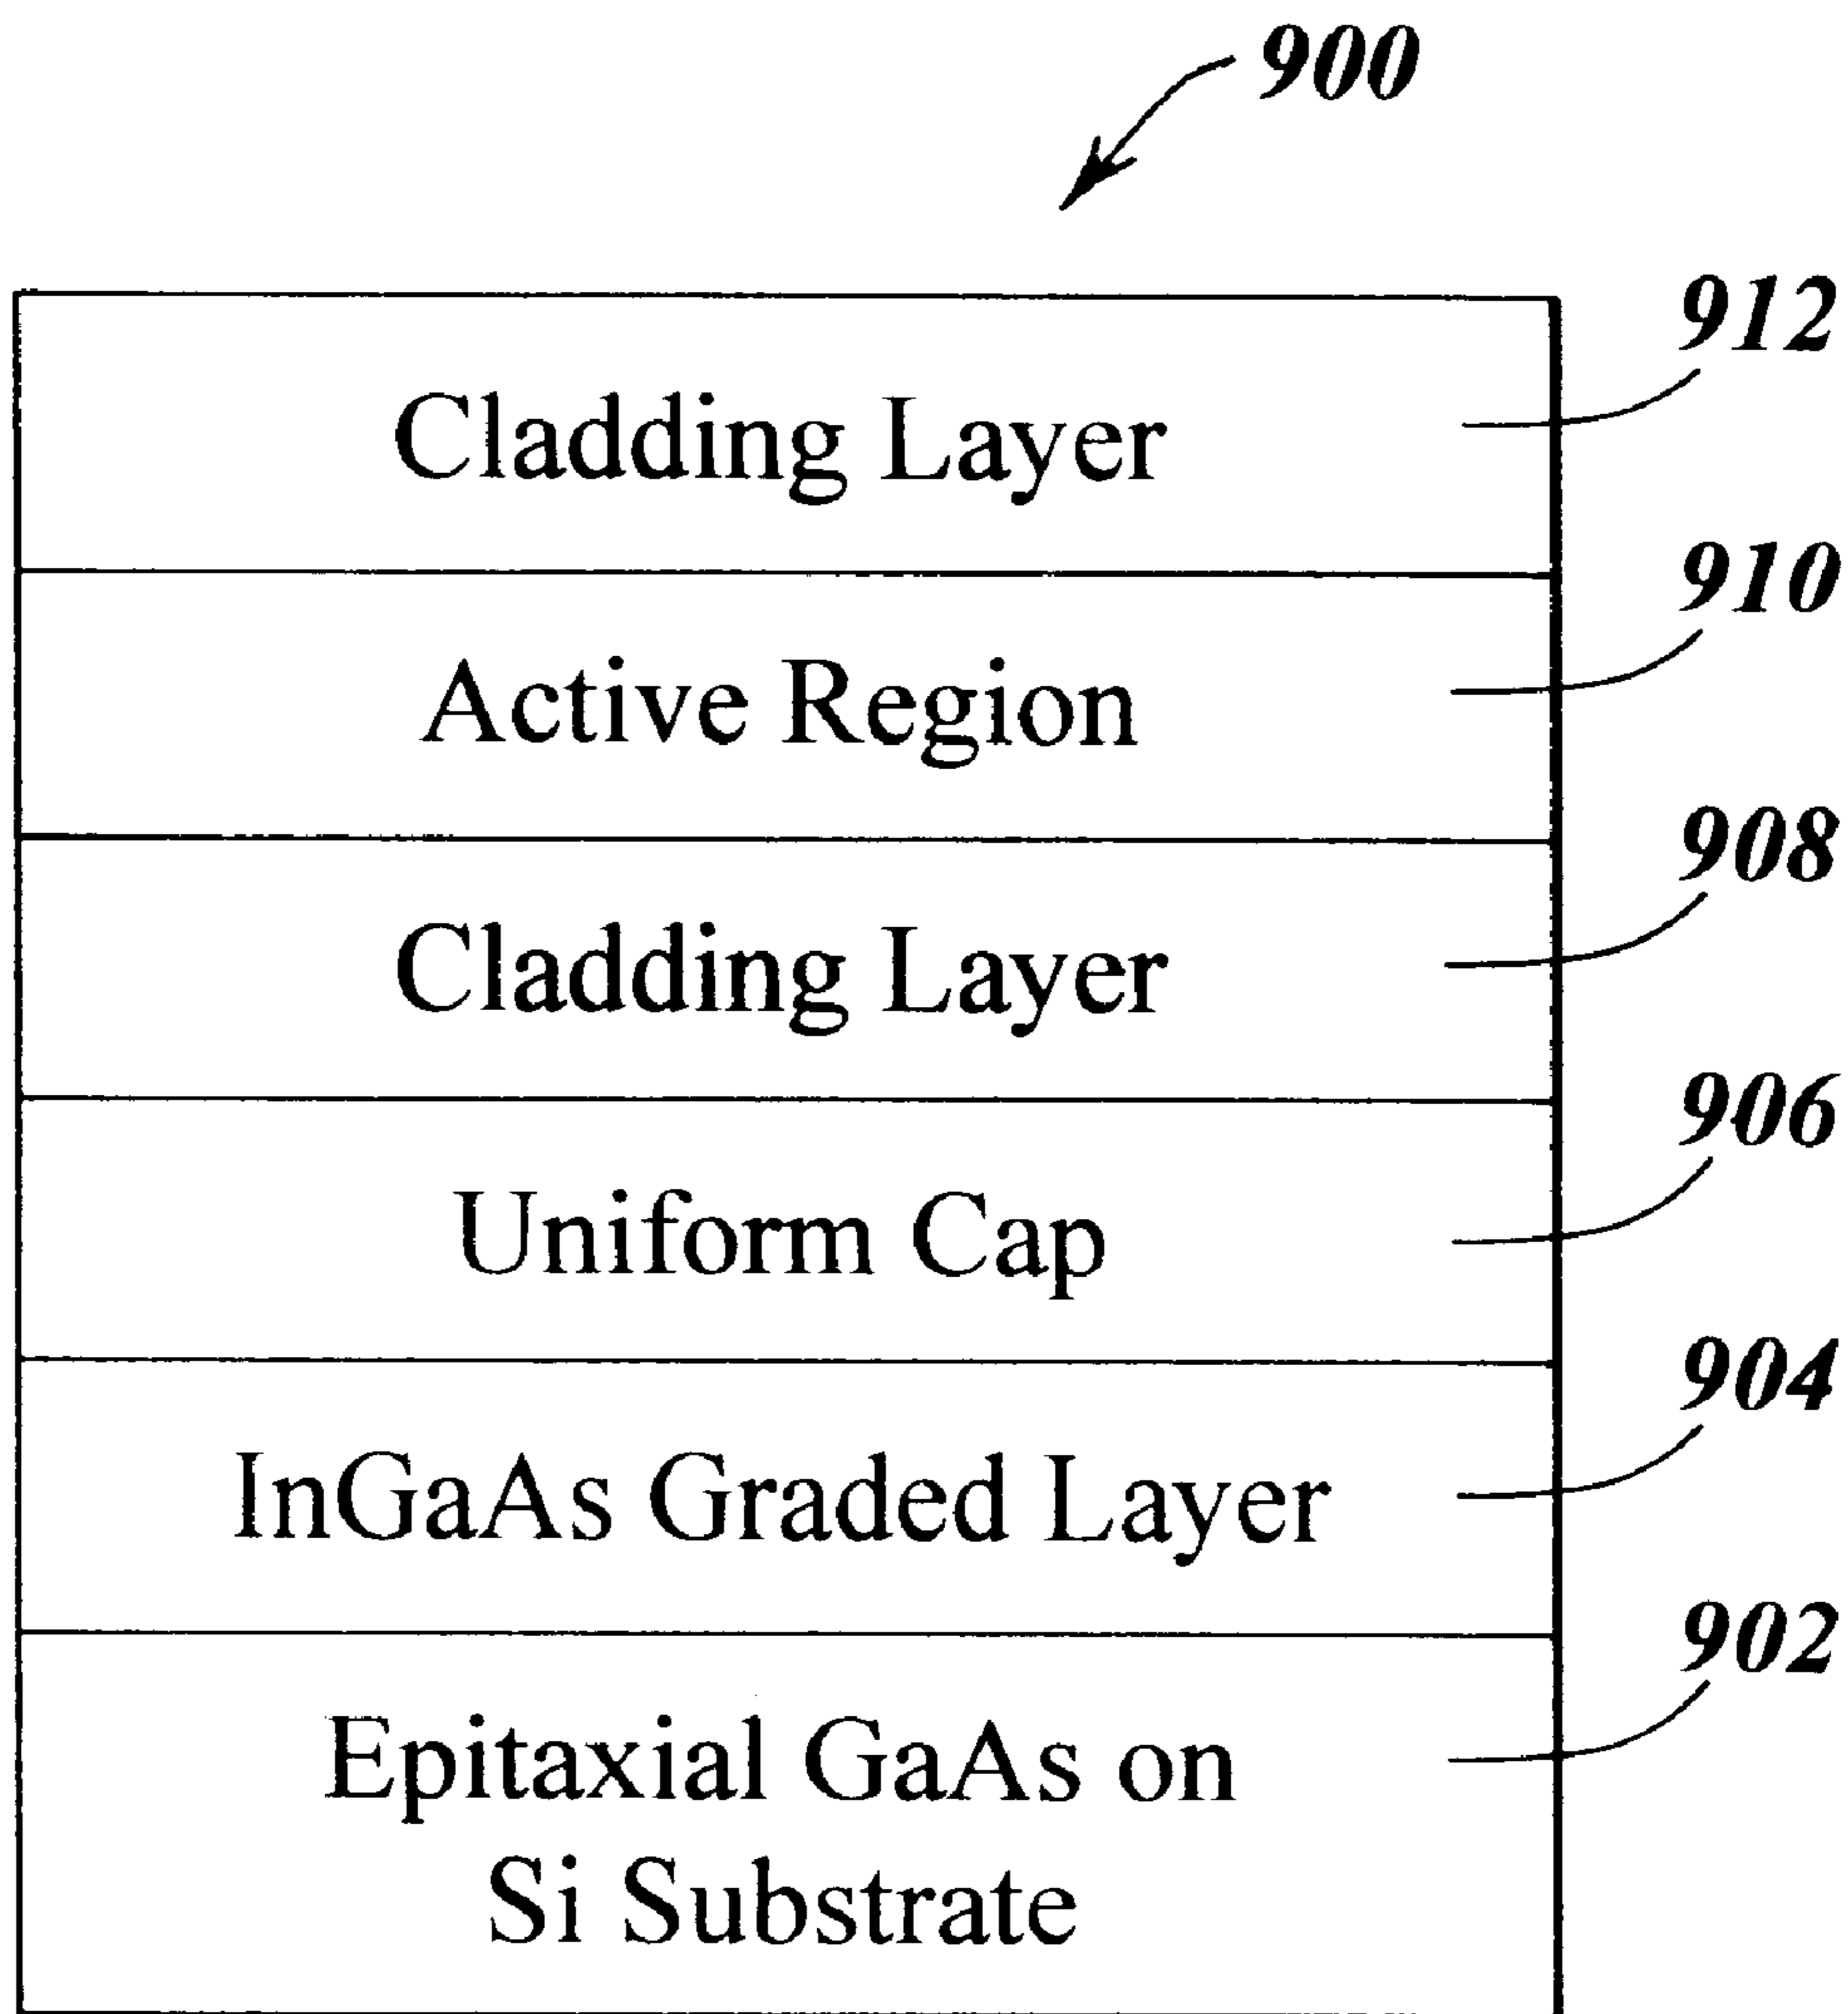 900
912
Cladding Layer
910
Active Region
908
Cladding Layer
906
Uniform Cap
904
InGaAs Graded Layer
902
Epitaxial GaAs on
Si Substrate